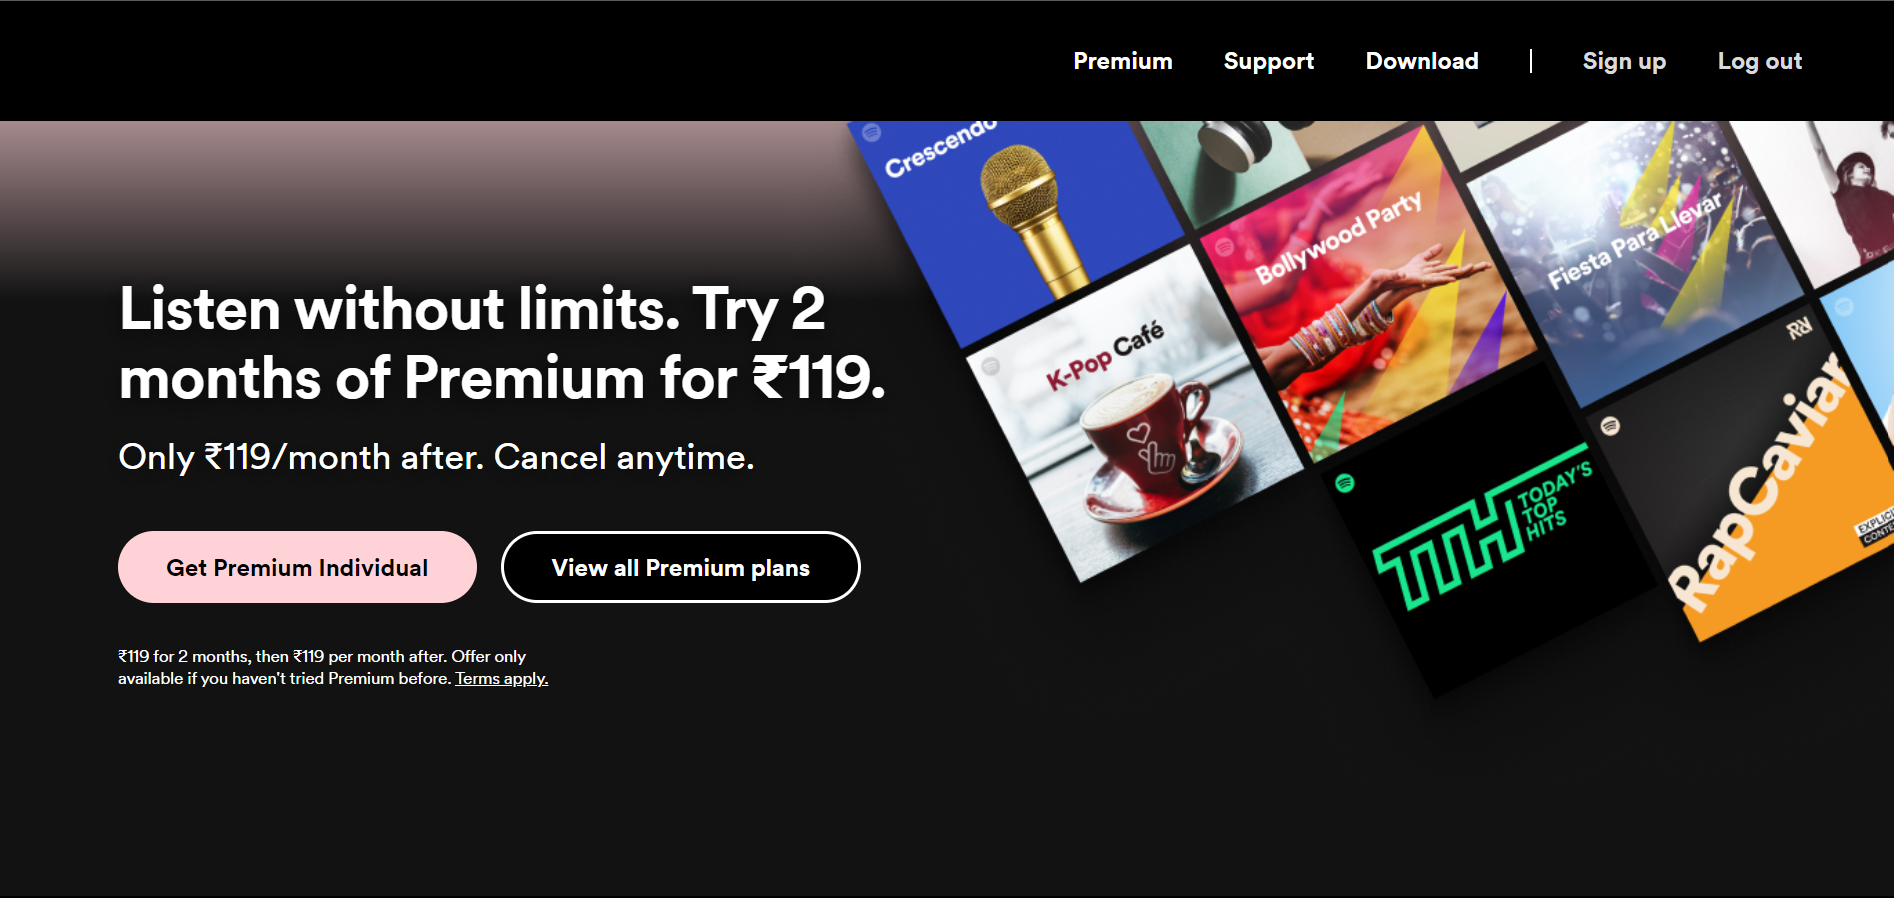 Premium
Support
Download
Sign up
Log out
Listen without limits. Try 2
months of Premium for ₹119.
Only ₹119/month after. Cancel anytime.
Get Premium Individual
View all Premium plans
₹119 for 2 months, then ₹119 per month after. Offer only
available if you haven't tried Premium before. Terms apply.
Crescendo
Bollywood Party
Fiesta Para Llevar
K-Pop Café
TTH
TODAY'S
TOP
HITS
RapCaviar